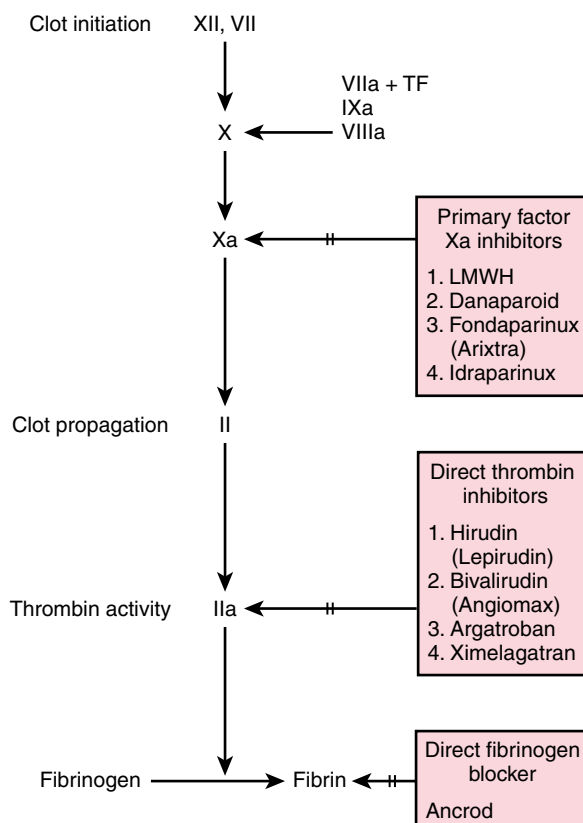 Clot initiation XII, VII
VIIa + TF
IXa
VIIIa
X
Xa
Primary factor
Xa inhibitors
1. LMWH
2. Danaparoid
3. Fondaparinux
(Arixtra)
4. Idraparinux
Clot propagation II
Direct thrombin
inhibitors
1. Hirudin
(Lepirudin)
2. Bivalirudin
(Angiomax)
3. Argatroban
4. Ximelagatran
Thrombin activity IIa
Fibrinogen Fibrin
Direct fibrinogen
blocker
Ancrod